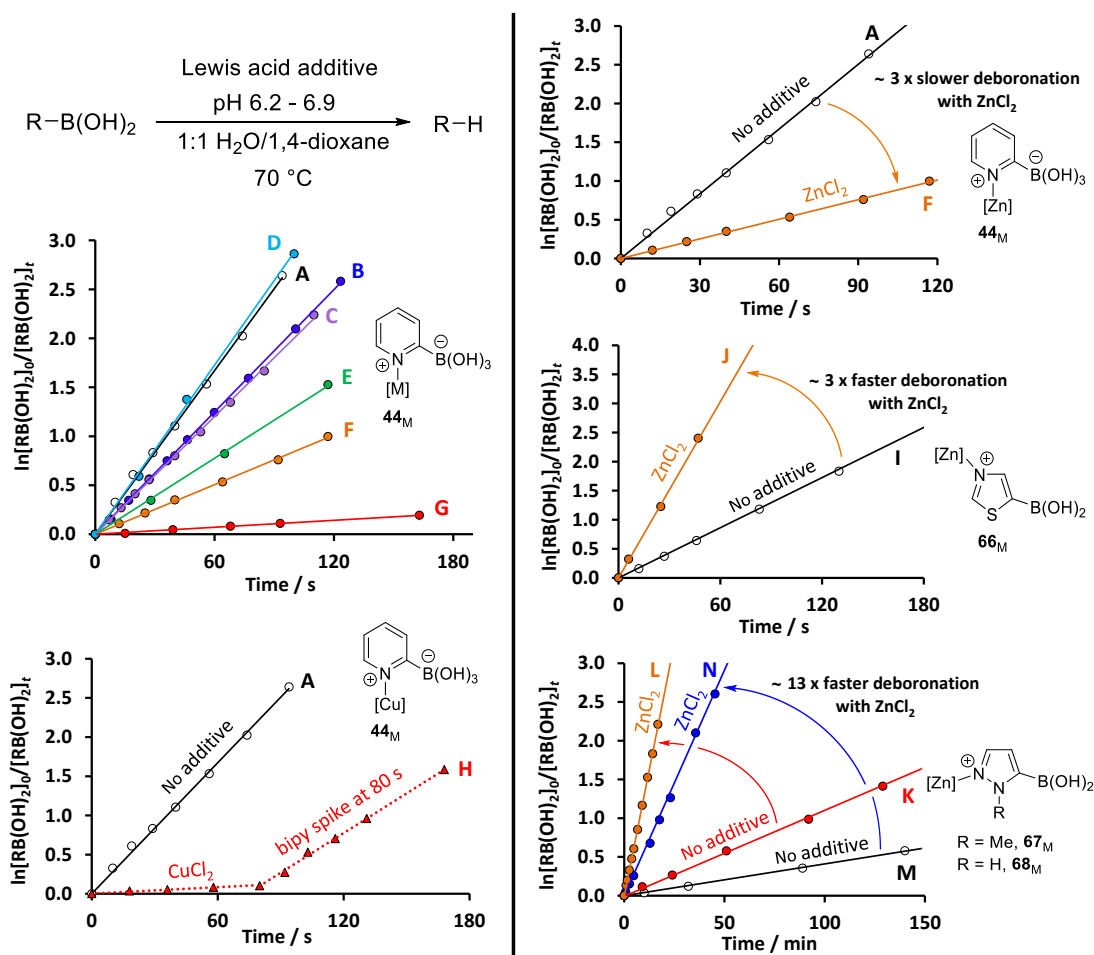 Lewis acid additive
pH 6.2 - 6.9
R–B(OH)2 R–H
1:1 H2O/1,4-dioxane
70 °C
ln[RB(OH)2]0/[RB(OH)2]t
3.0
2.5
2.0
1.5
1.0
0.5
0.0
0 60 120 180
Time / s
D
A
B
C
E
F
G
N
+
−
B(OH)3
[M]
44M
ln[RB(OH)2]0/[RB(OH)2]t
3.0
2.5
2.0
1.5
1.0
0.5
0.0
0 60 120 180
Time / s
A
No additive
CuCl2
bipy spike at 80 s
H
N
+
−
B(OH)3
[Cu]
44M
ln[RB(OH)2]0/[RB(OH)2]t
3.0
2.5
2.0
1.5
1.0
0.5
0.0
0 30 60 90 120
Time / s
A
No additive
~ 3 x slower deboronation
with ZnCl2
ZnCl2
F
N
+
−
B(OH)3
[Zn]
44M
ln[RB(OH)2]0/[RB(OH)2]t
4.0
3.5
3.0
2.5
2.0
1.5
1.0
0.5
0.0
0 60 120 180
Time / s
J
~ 3 x faster deboronation
with ZnCl2
ZnCl2
No additive
I
[Zn]
+
N
S
B(OH)2
66M
ln[RB(OH)2]0/[RB(OH)2]t
3.0
2.5
2.0
1.5
1.0
0.5
0.0
0 50 100 150
Time / min
L
N
~ 13 x faster deboronation
with ZnCl2
ZnCl2
ZnCl2
No additive
K
No additive
M
+
N
[Zn]
N
B(OH)2
R
R = Me, 67M
R = H, 68M